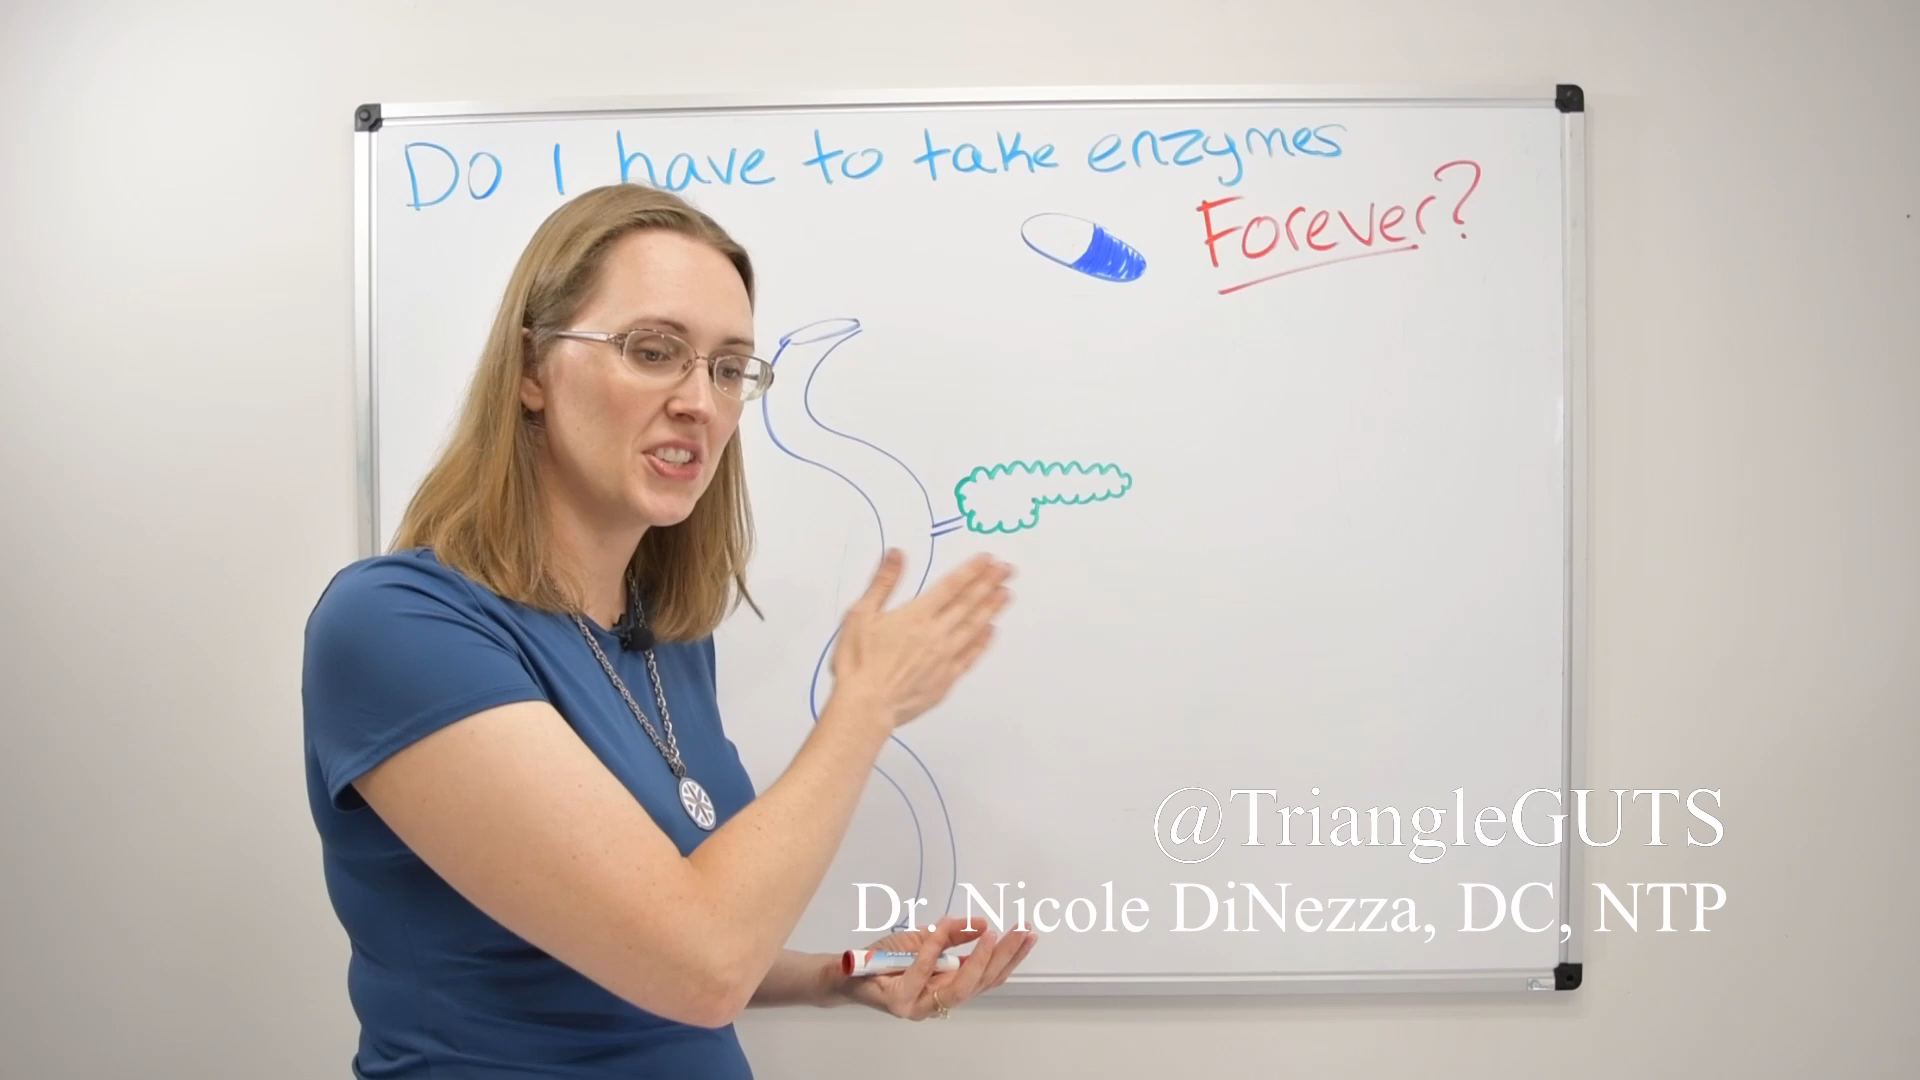 Do I have to take enzymes
Forever?
@TriangleGUTS
Dr. Nicole DiNezza, DC, NTP